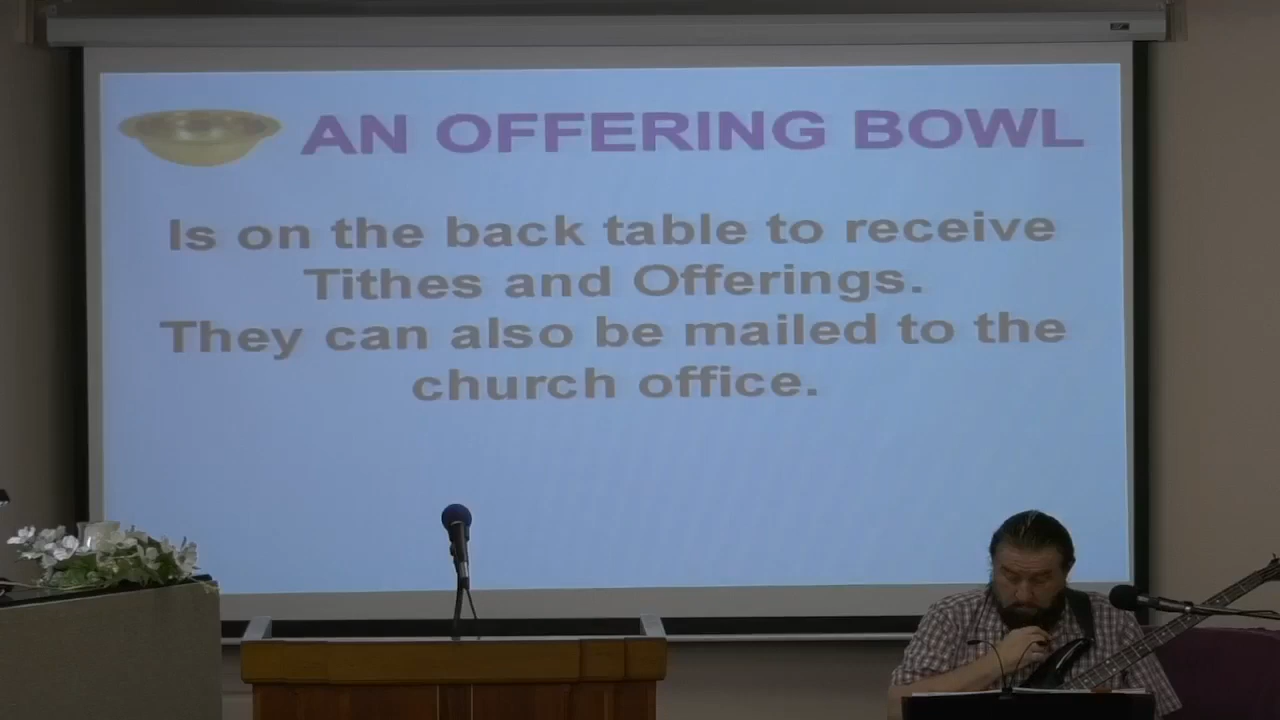 AN OFFERING BOWL
Is on the back table to receive
Tithes and Offerings.
They can also be mailed to the
church office.